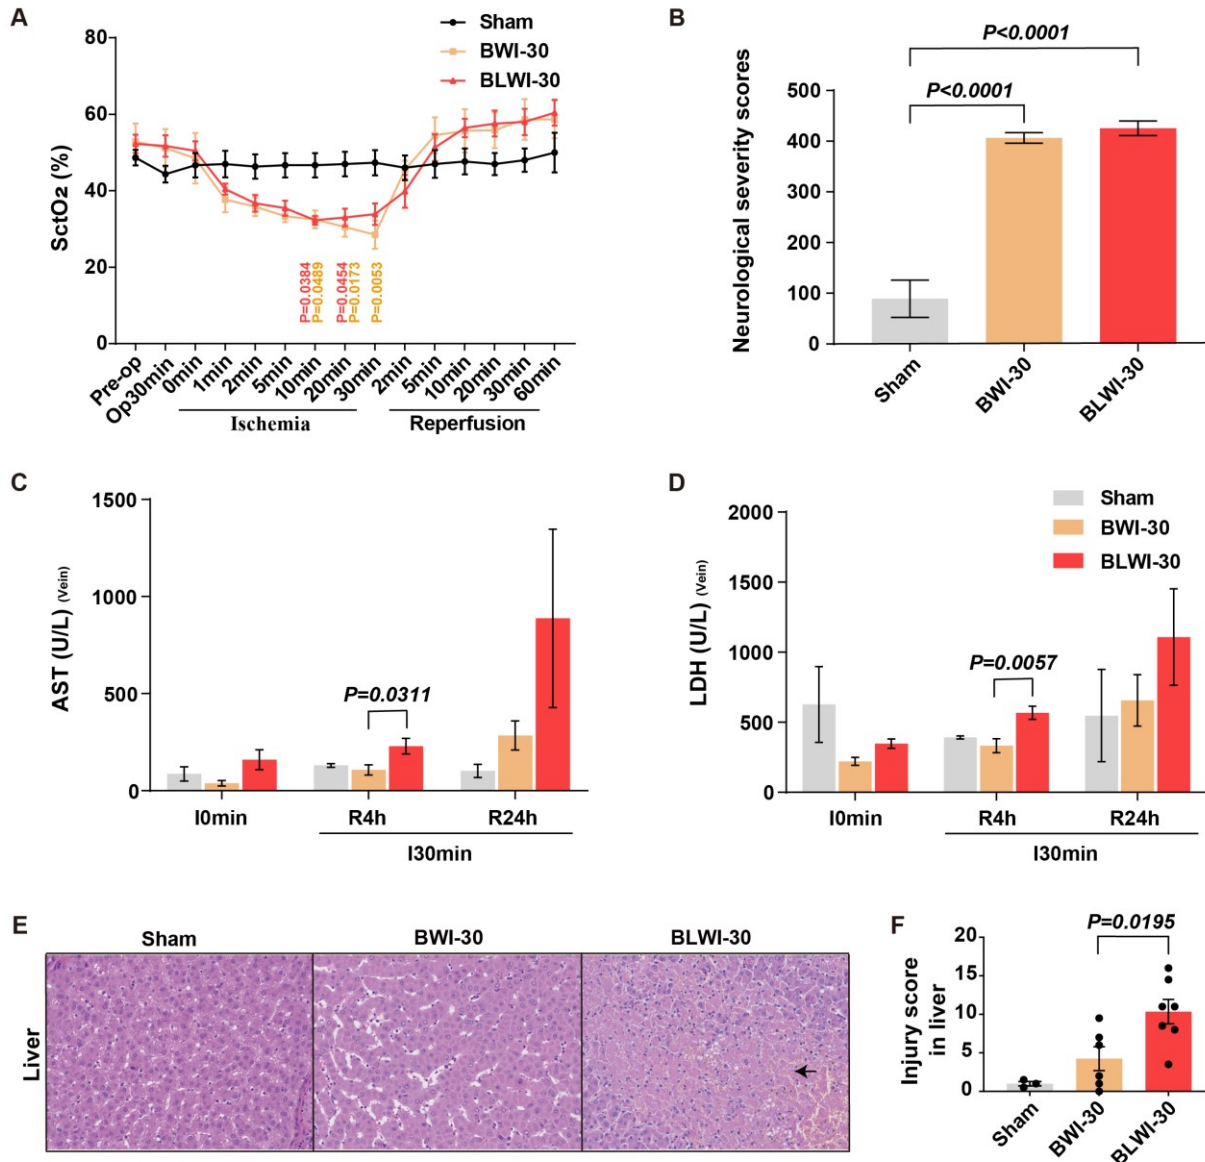 A
Sham
BWI-30
BLWI-30
80
60
40
20
0
SctO₂ (%)
P=0.0384
P=0.0489
P=0.0454
P=0.0173
P=0.0053
Pre-op
Op30min
0min
1min
2min
5min
10min
20min
30min
2min
5min
10min
20min
30min
60min
Ischemia
Reperfusion
B
P<0.0001
P<0.0001
500
400
300
200
100
0
Neurological severity scores
Sham
BWI-30
BLWI-30
C
1500
1000
500
0
AST (U/L) (Vein)
P=0.0311
I0min
R4h
R24h
I30min
D
Sham
BWI-30
BLWI-30
2000
1500
1000
500
0
LDH (U/L) (Vein)
P=0.0057
I0min
R4h
R24h
I30min
E
Sham
BWI-30
BLWI-30
Liver
F
P=0.0195
20
15
10
5
0
Injury score
in liver
Sham
BWI-30
BLWI-30